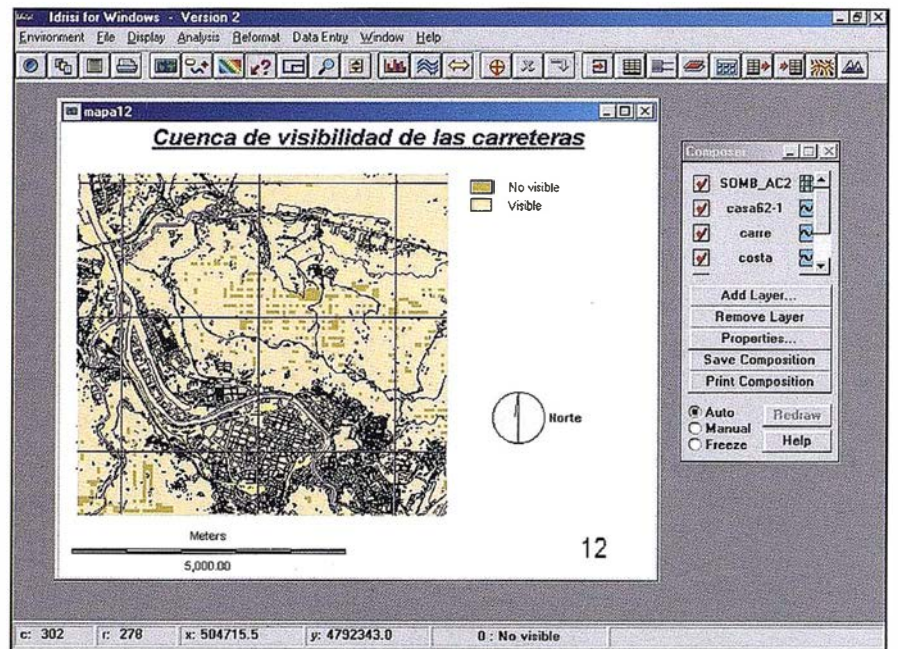 Idrisi for Windows - Version 2
Environment File Display Analysis Reformat Data Entry Window Help
mapa12
Cuenca de visibilidad de las carreteras
No visible
Visible
Norte
Meters
5,000.00
12
Composer
SOMB_AC2
casa62-1
carre
costa
Add Layer...
Remove Layer
Properties...
Save Composition
Print Composition
Auto
Manual
Freeze
Redraw
Help
c: 302 r: 278 x: 504715.5 y: 4792343.0 0 : No visible